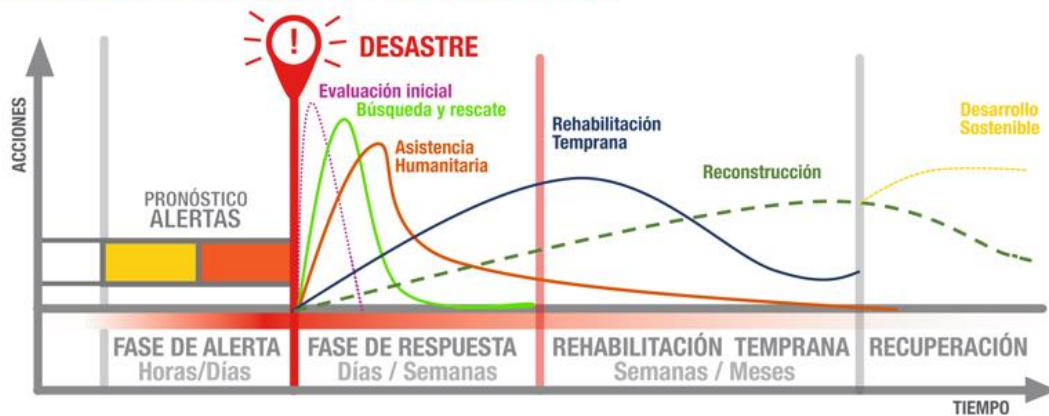 !
DESASTRE
Evaluación inicial
Búsqueda y rescate
Asistencia
Humanitaria
Rehabilitación
Temprana
Reconstrucción
Desarrollo
Sostenible
ACCIONES
PRONÓSTICO
ALERTAS
FASE DE ALERTA
Horas/Días
FASE DE RESPUESTA
Días / Semanas
REHABILITACIÓN TEMPRANA
Semanas / Meses
RECUPERACIÓN
TIEMPO